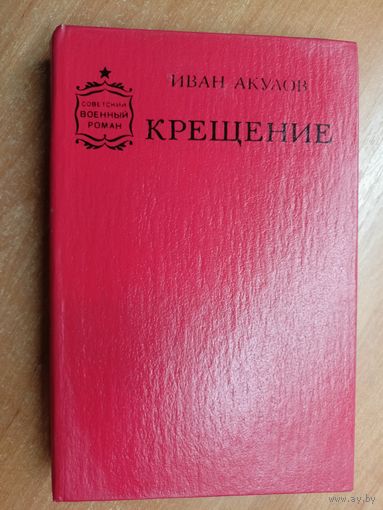 ИВАН АКУЛОВ
КРЕЩЕНИЕ
СОВЕТСКИЙ
ВОЕННЫЙ
РОМАН
www.ay.by